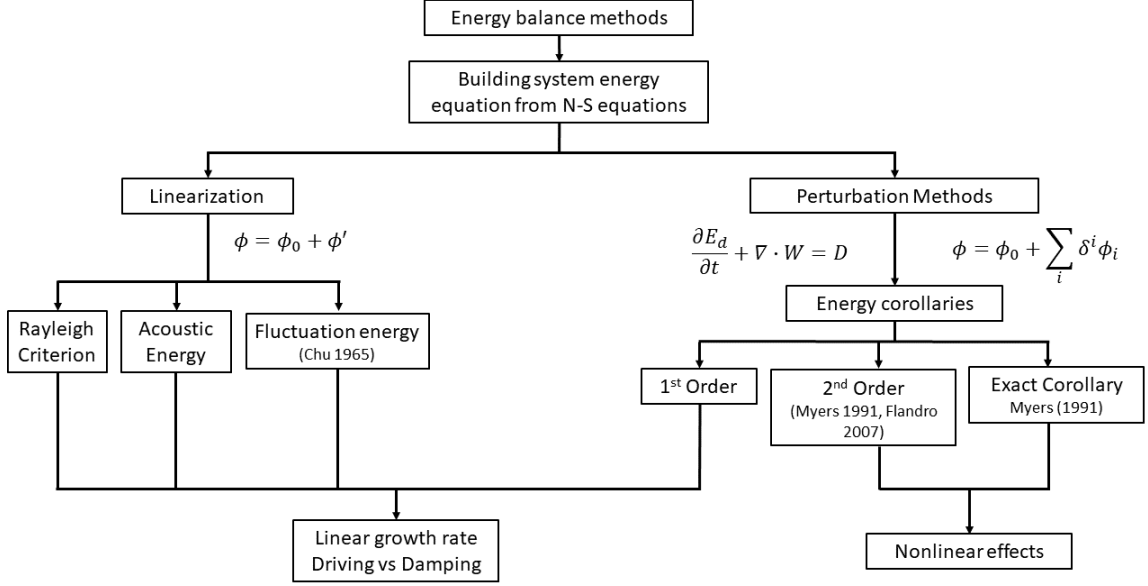 Energy balance methods
Building system energy
equation from N-S equations
Linearization
Perturbation Methods
ϕ = ϕ₀ + ϕ′
∂E_d/∂t + ∇ · W = D
ϕ = ϕ₀ + ∑_i δ^i ϕ_i
Energy corollaries
Rayleigh
Criterion
Acoustic
Energy
Fluctuation energy
(Chu 1965)
1st Order
2nd Order
(Myers 1991, Flandro
2007)
Exact Corollary
Myers (1991)
Linear growth rate
Driving vs Damping
Nonlinear effects